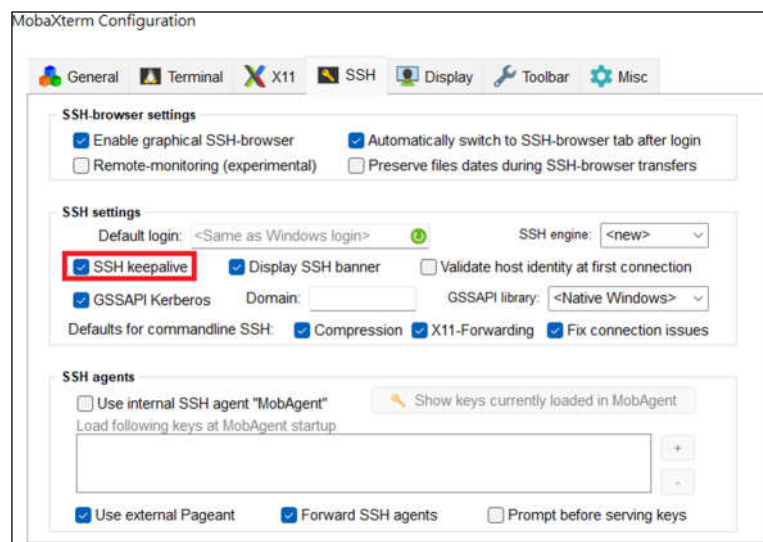 MobaXterm Configuration
General Terminal X11 SSH Display Toolbar Misc
SSH-browser settings
Enable graphical SSH-browser Automatically switch to SSH-browser tab after login
Remote-monitoring (experimental) Preserve files dates during SSH-browser transfers
SSH settings
Default login: <Same as Windows login> SSH engine: <new>
SSH keepalive Display SSH banner Validate host identity at first connection
GSSAPI Kerberos Domain: GSSAPI library: <Native Windows>
Defaults for commandline SSH: Compression X11-Forwarding Fix connection issues
SSH agents
Use internal SSH agent "MobAgent" Show keys currently loaded in MobAgent
Load following keys at MobAgent startup
+
-
Use external Pageant Forward SSH agents Prompt before serving keys